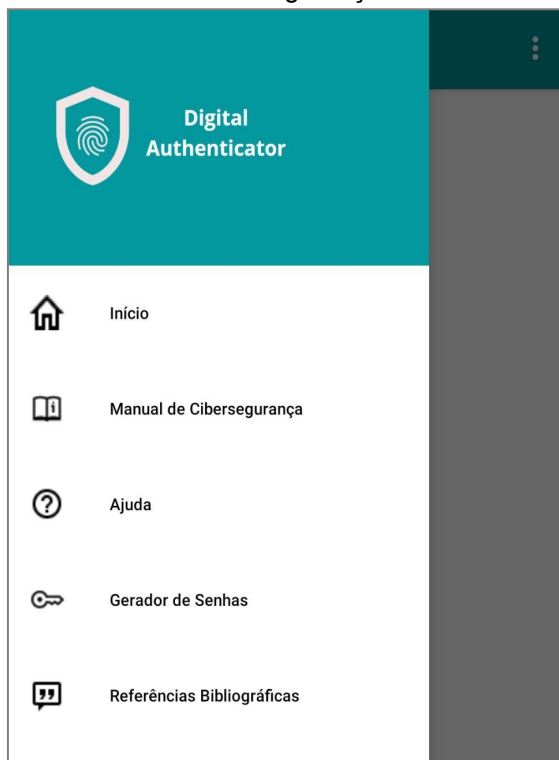 Digital
Authenticator
Início
Manual de Cibersegurança
Ajuda
Gerador de Senhas
Referências Bibliográficas